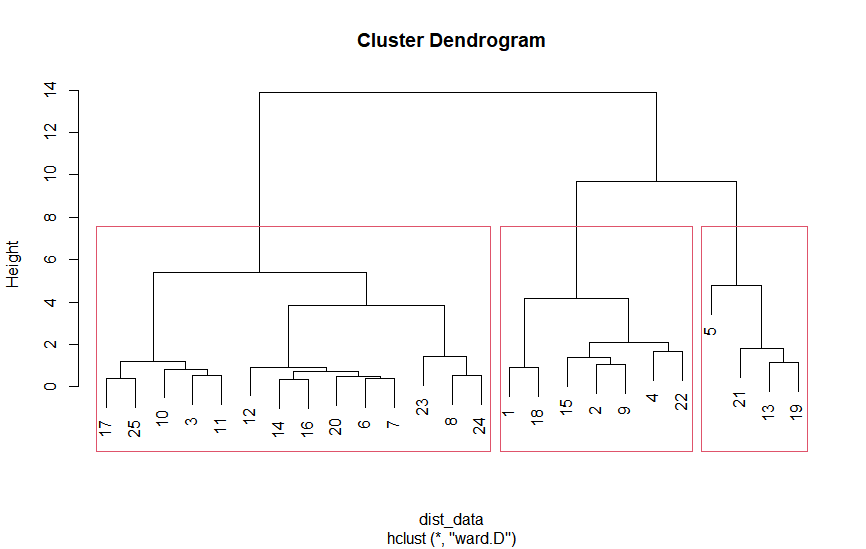 Cluster Dendrogram
Height
14
12
10
8
6
4
2
0
17 25 10 3 11 12 14 16 20 6 7 23 8 24 1 18 15 2 9 4 22 5 21 13 19
dist_data
hclust (*, "ward.D")